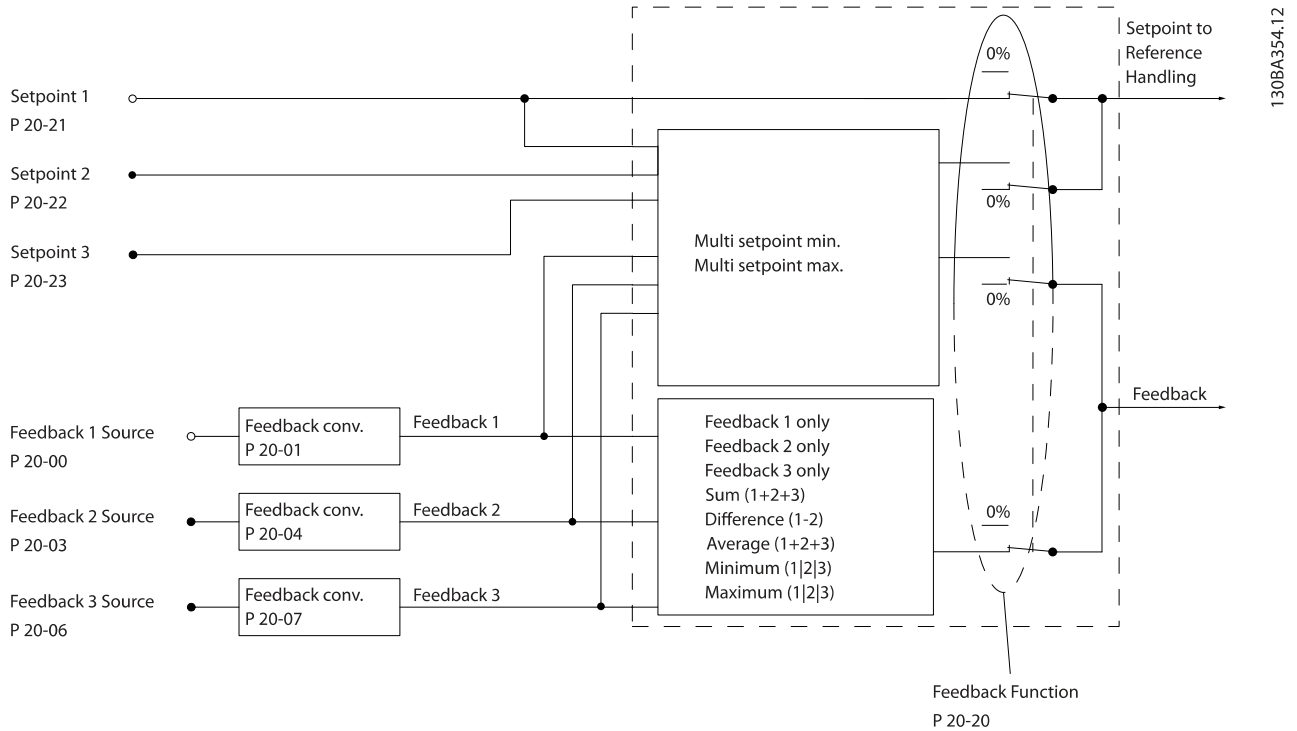 130BA354.12
Setpoint to
Reference
Handling
0%
Setpoint 1
P 20-21
Setpoint 2
P 20-22
0%
Setpoint 3
P 20-23
Multi setpoint min.
Multi setpoint max.
0%
Feedback
Feedback 1 Source
P 20-00
Feedback conv.
P 20-01
Feedback 1
Feedback 2 Source
P 20-03
Feedback conv.
P 20-04
Feedback 2
Feedback 3 Source
P 20-06
Feedback conv.
P 20-07
Feedback 3
Feedback 1 only
Feedback 2 only
Feedback 3 only
Sum (1+2+3)
Difference (1-2)
Average (1+2+3)
Minimum (1|2|3)
Maximum (1|2|3)
0%
Feedback Function
P 20-20